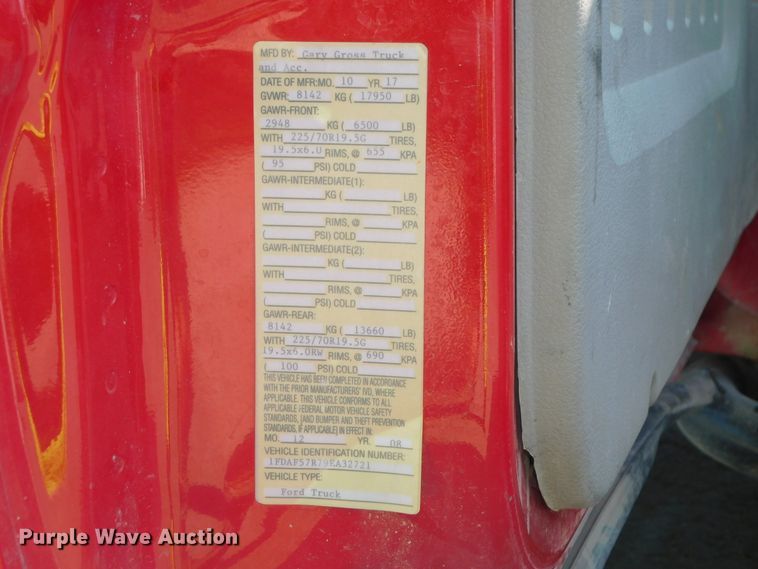 MFD BY: Gary Gross Truck
and Acc.
DATE OF MFR:MO. 10 YR. 17
GVWR: 8142 KG ( 17950 LB)
GAWR-FRONT:
2948 KG ( 6500 LB)
WITH 225/70R19.5G TIRES,
19.5x6.0 RIMS, @ 655 KPA
( 95 PSI) COLD
GAWR-INTERMEDIATE(1):
KG ( LB)
WITH TIRES,
RIMS, @ KPA
( PSI) COLD
GAWR-INTERMEDIATE(2):
KG ( LB)
WITH TIRES,
RIMS, @ KPA
( PSI) COLD
GAWR-REAR:
8142 KG ( 13660 LB)
WITH 225/70R19.5G TIRES,
19.5x6.0RW RIMS, @ 690 KPA
( 100 PSI) COLD
THIS VEHICLE HAS BEEN COMPLETED IN ACCORDANCE
WITH THE PRIOR MANUFACTURERS' IVD, WHERE
APPLICABLE. THIS VEHICLE CONFORMS TO ALL
APPLICABLE FEDERAL MOTOR VEHICLE SAFETY
STANDARDS, [AND BUMPER AND THEFT PREVENTION
STANDARDS, IF APPLICABLE] IN EFFECT IN:
MO. 12 YR. 08
VEHICLE IDENTIFICATION NUMBER:
1FDAF57R79EA32721
VEHICLE TYPE:
Ford Truck
Purple Wave Auction